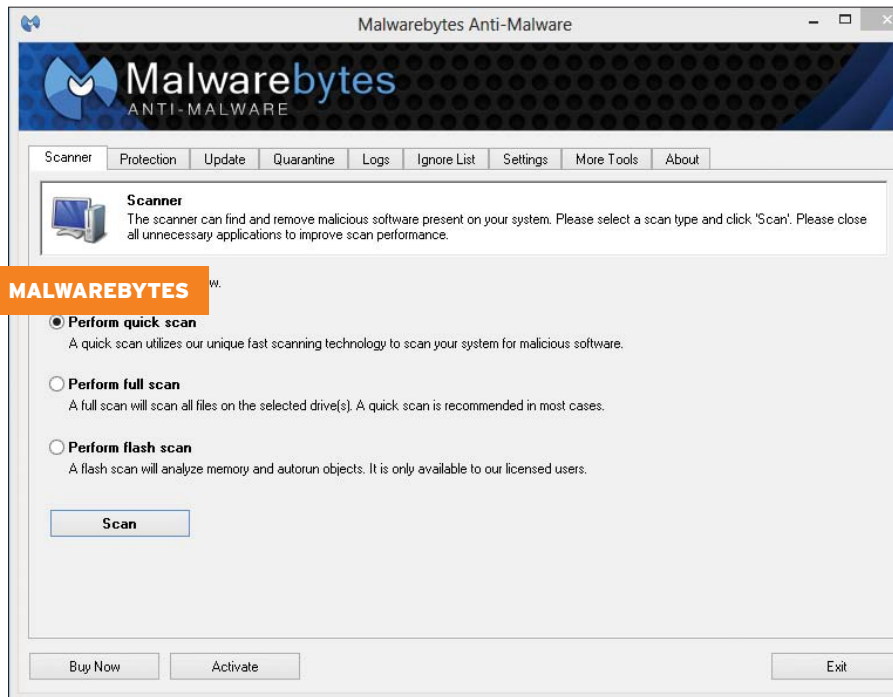 Malwarebytes Anti-Malware
Malwarebytes
ANTI-MALWARE
Scanner Protection Update Quarantine Logs Ignore List Settings More Tools About
Scanner
The scanner can find and remove malicious software present on your system. Please select a scan type and click 'Scan'. Please close
all unnecessary applications to improve scan performance.
MALWAREBYTES w.
Perform quick scan
A quick scan utilizes our unique fast scanning technology to scan your system for malicious software.
Perform full scan
A full scan will scan all files on the selected drive(s). A quick scan is recommended in most cases.
Perform flash scan
A flash scan will analyze memory and autorun objects. It is only available to our licensed users.
Scan
Buy Now Activate Exit